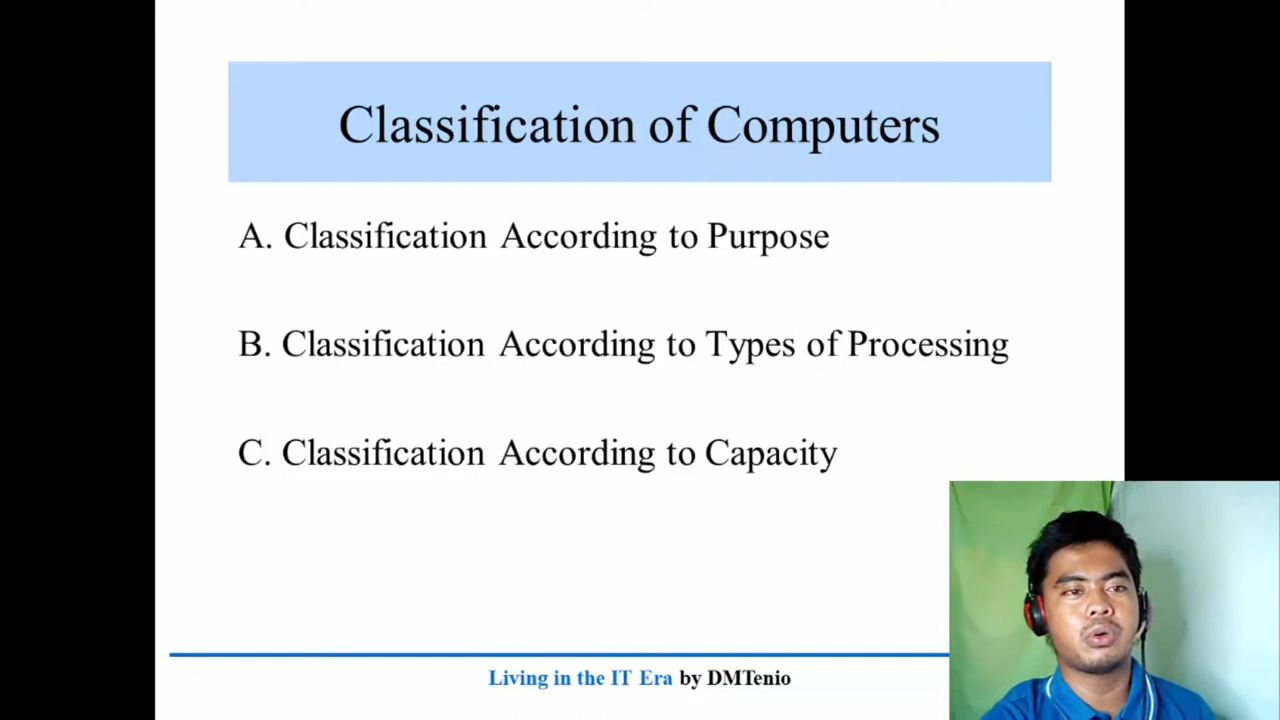 Classification of Computers
A. Classification According to Purpose
B. Classification According to Types of Processing
C. Classification According to Capacity
Living in the IT Era by DMTenio